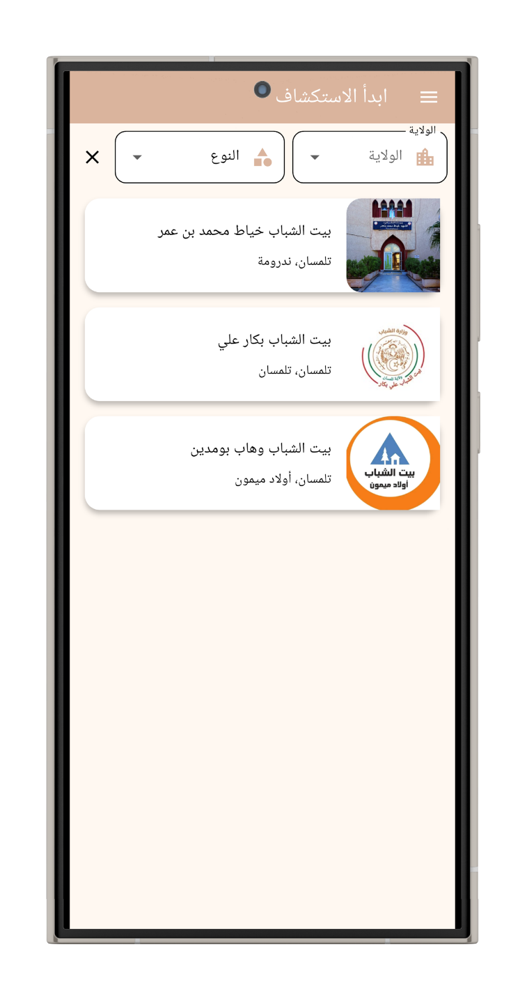 ابدأ الاستكشاف
الولاية
الولاية
النوع
بيت الشباب خياط محمد بن عمر
تلمسان، ندرومة
وزارة الشباب
ولاية تلمسان
بيت الشباب علي بكار
بيت الشباب بكار علي
تلمسان، تلمسان
بيت الشباب
أولاد ميمون
بيت الشباب وهاب بومدين
تلمسان، أولاد ميمون